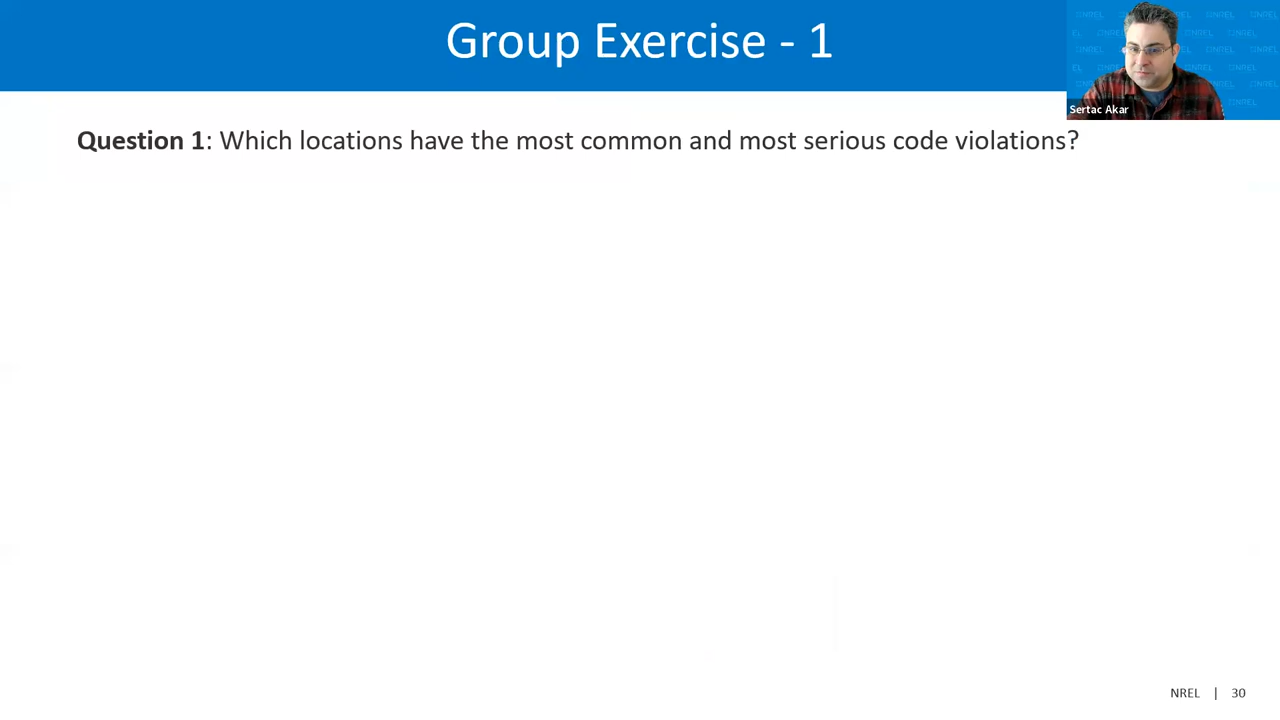 Group Exercise - 1
Sertac Akar
Question 1: Which locations have the most common and most serious code violations?
NREL | 30